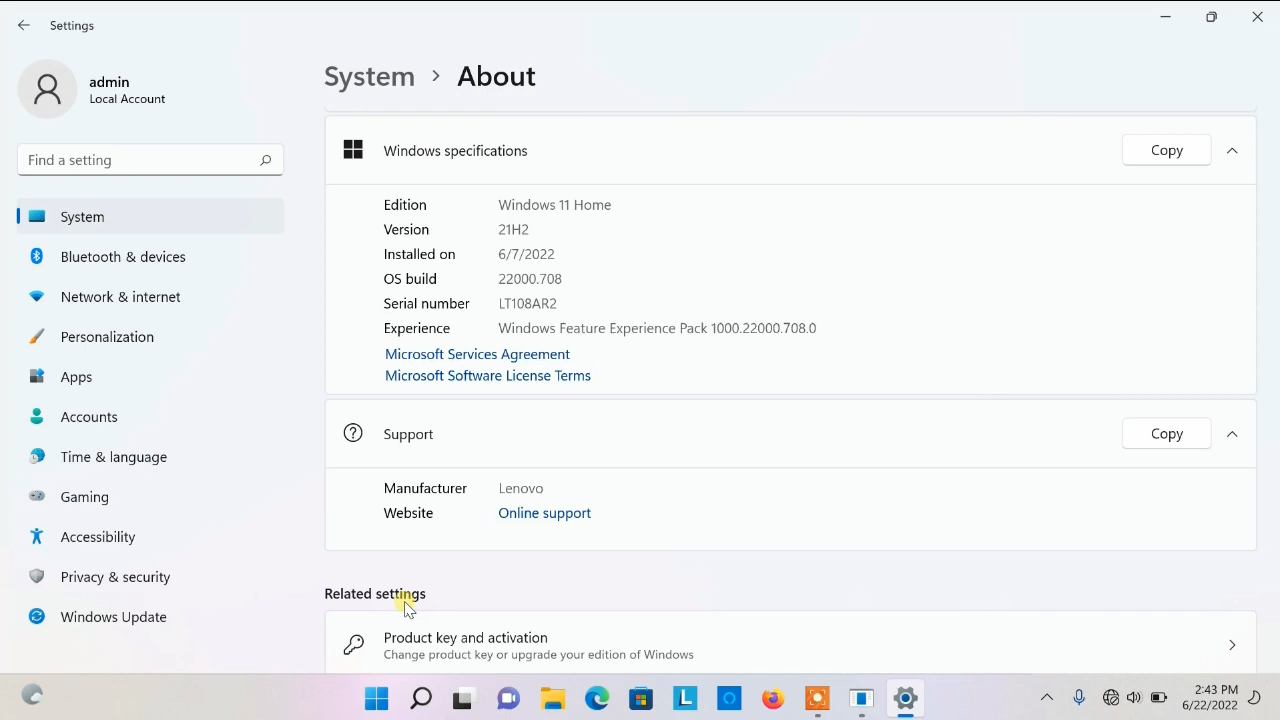 Settings
admin
Local Account
Find a setting
System
Bluetooth & devices
Network & internet
Personalization
Apps
Accounts
Time & language
Gaming
Accessibility
Privacy & security
Windows Update
System > About
Windows specifications
Copy
Edition Windows 11 Home
Version 21H2
Installed on 6/7/2022
OS build 22000.708
Serial number LT108AR2
Experience Windows Feature Experience Pack 1000.22000.708.0
Microsoft Services Agreement
Microsoft Software License Terms
Support
Copy
Manufacturer Lenovo
Website Online support
Related settings
Product key and activation
Change product key or upgrade your edition of Windows
L
2:43 PM
6/22/2022